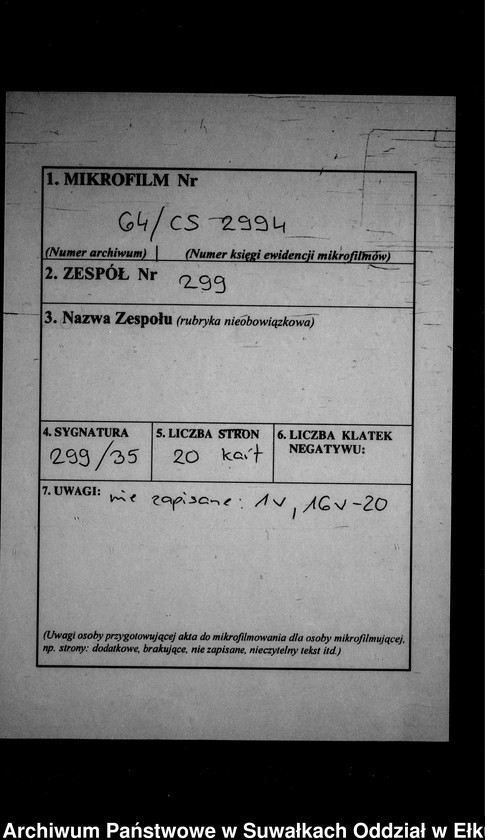 1. MIKROFILM Nr
64/CS-2994
(Numer archiwum) (Numer księgi ewidencji mikrofilmów)
2. ZESPÓŁ Nr 299
3. Nazwa Zespołu (rubryka nieobowiązkowa)
4. SYGNATURA
299/35
5. LICZBA STRON
20 kart
6. LICZBA KLATEK
NEGATYWU:
7. UWAGI: nie zapisane: 1v, 16v-20
(Uwagi osoby przygotowującej akta do mikrofilmowania dla osoby mikrofilmującej,
np. strony: dodatkowe, brakujące, nie zapisane, nieczytelny tekst itd.)
Archiwum Państwowe w Suwałkach Oddział w Ełk